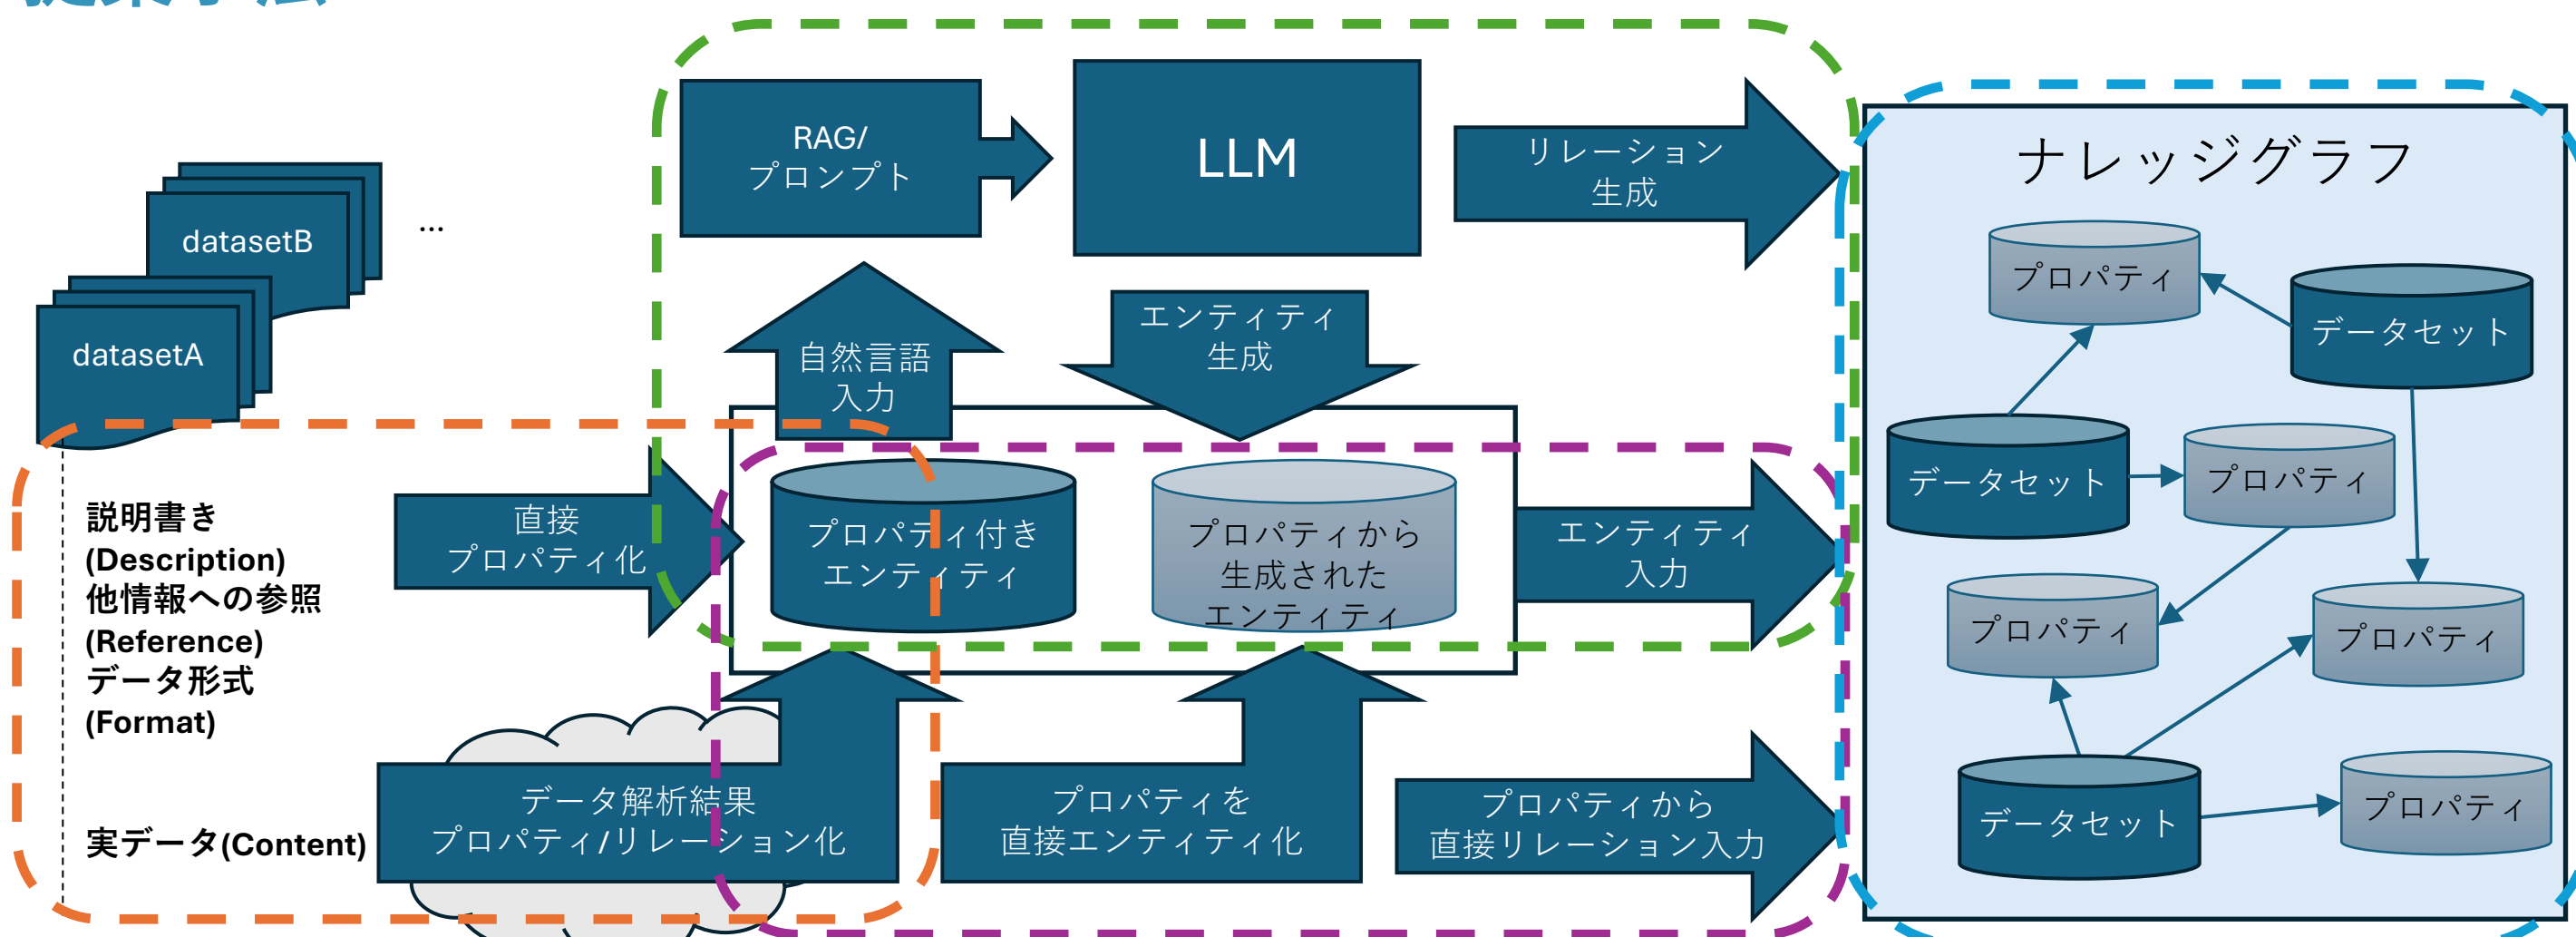 提案手法
datasetB
...
datasetA
RAG/
プロンプト
LLM
リレーション
生成
自然言語
入力
エンティティ
生成
説明書き
(Description)
他情報への参照
(Reference)
データ形式
(Format)
実データ(Content)
直接
プロパティ化
プロパティ付き
エンティティ
プロパティから
生成された
エンティティ
エンティティ
入力
データ解析結果
プロパティ/リレーション化
プロパティを
直接エンティティ化
プロパティから
直接リレーション入力
ナレッジグラフ
プロパティ
データセット
データセット
プロパティ
プロパティ
プロパティ
データセット
プロパティ